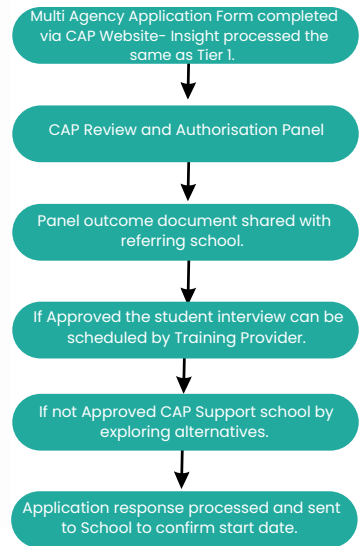 Multi Agency Application Form completed
via CAP Website- Insight processed the
same as Tier 1.
CAP Review and Authorisation Panel
Panel outcome document shared with
referring school.
If Approved the student interview can be
scheduled by Training Provider.
If not Approved CAP Support school by
exploring alternatives.
Application response processed and sent
to School to confirm start date.